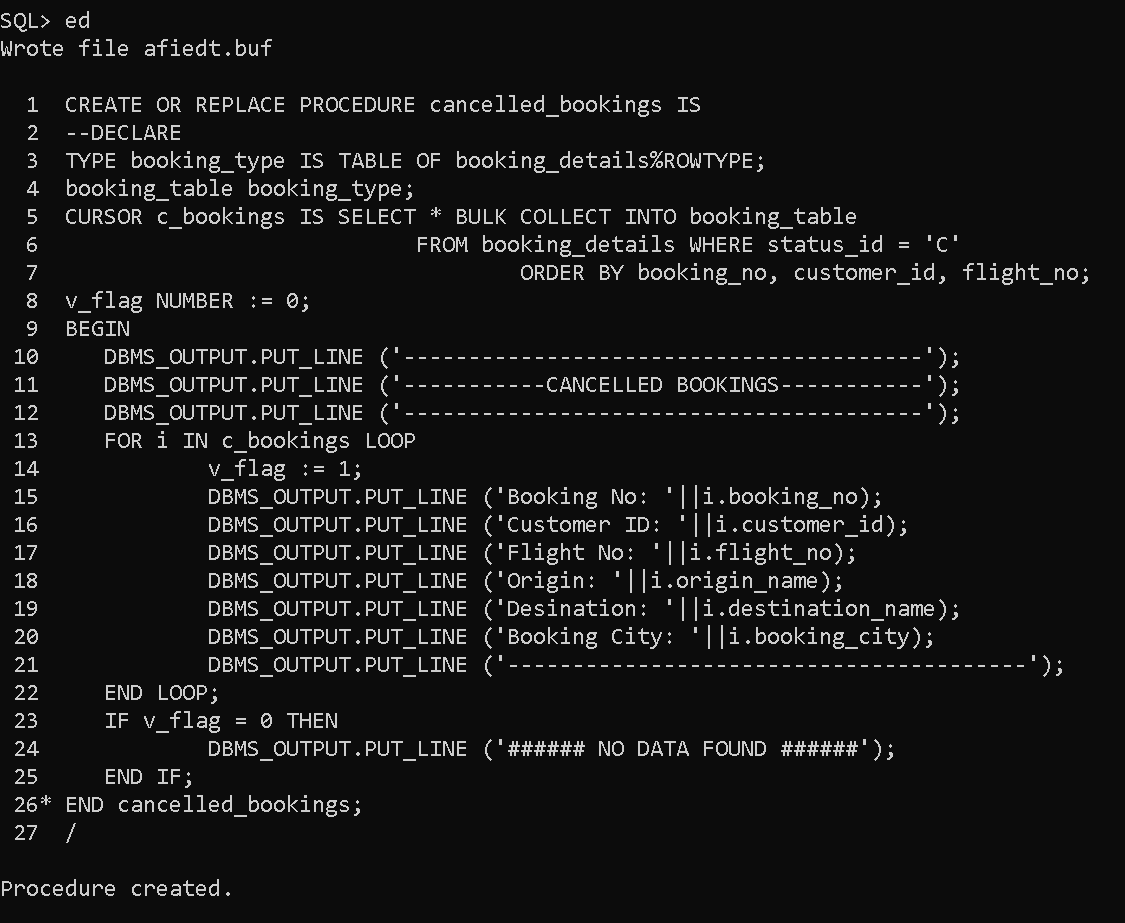 SQL> ed
Wrote file afiedt.buf

  1  CREATE OR REPLACE PROCEDURE cancelled_bookings IS
  2  --DECLARE
  3  TYPE booking_type IS TABLE OF booking_details%ROWTYPE;
  4  booking_table booking_type;
  5  CURSOR c_bookings IS SELECT * BULK COLLECT INTO booking_table
  6                             FROM booking_details WHERE status_id = 'C'
  7                                     ORDER BY booking_no, customer_id, flight_no;
  8  v_flag NUMBER := 0;
  9  BEGIN
 10     DBMS_OUTPUT.PUT_LINE ('----------------------------------------');
 11     DBMS_OUTPUT.PUT_LINE ('-----------CANCELLED BOOKINGS-----------');
 12     DBMS_OUTPUT.PUT_LINE ('----------------------------------------');
 13     FOR i IN c_bookings LOOP
 14             v_flag := 1;
 15             DBMS_OUTPUT.PUT_LINE ('Booking No: '||i.booking_no);
 16             DBMS_OUTPUT.PUT_LINE ('Customer ID: '||i.customer_id);
 17             DBMS_OUTPUT.PUT_LINE ('Flight No: '||i.flight_no);
 18             DBMS_OUTPUT.PUT_LINE ('Origin: '||i.origin_name);
 19             DBMS_OUTPUT.PUT_LINE ('Desination: '||i.destination_name);
 20             DBMS_OUTPUT.PUT_LINE ('Booking City: '||i.booking_city);
 21             DBMS_OUTPUT.PUT_LINE ('----------------------------------------');
 22     END LOOP;
 23     IF v_flag = 0 THEN
 24             DBMS_OUTPUT.PUT_LINE ('###### NO DATA FOUND ######');
 25     END IF;
 26* END cancelled_bookings;
 27  /

Procedure created.